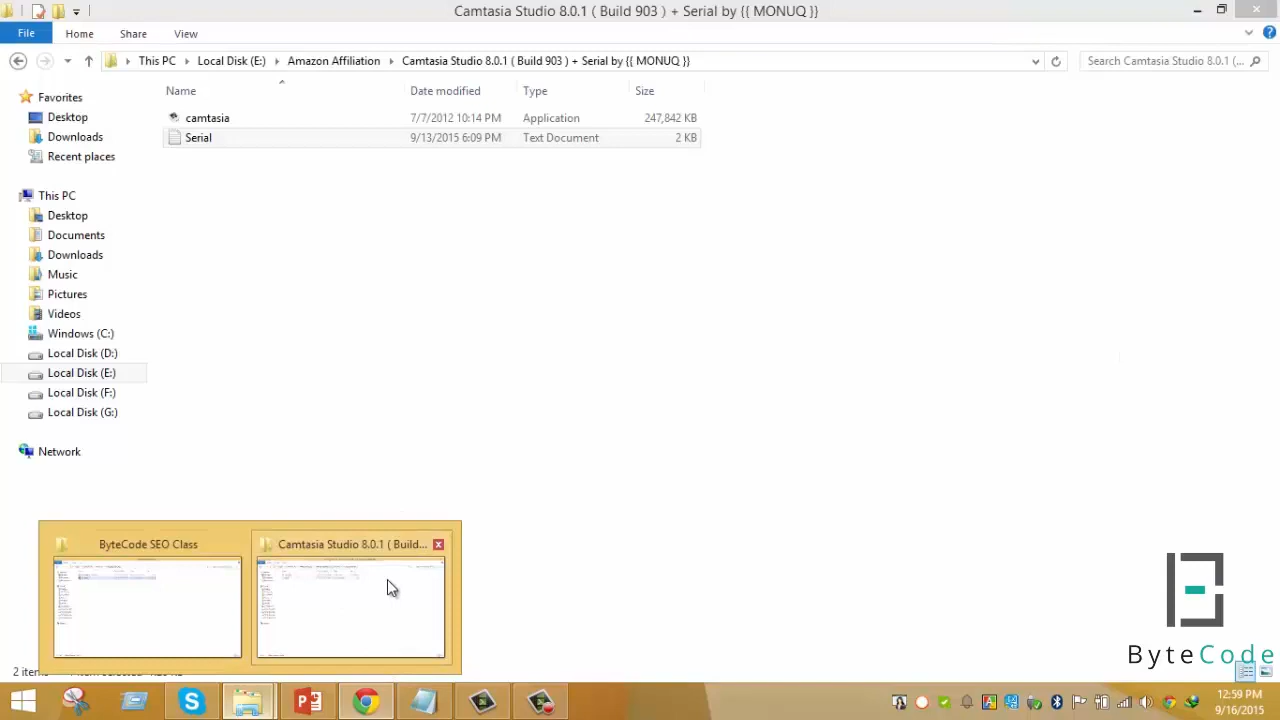 Camtasia Studio 8.0.1 ( Build 903 ) + Serial by {{ MONUQ }}
File Home Share View
This PC Local Disk (E:) Amazon Affiliation Camtasia Studio 8.0.1 ( Build 903 ) + Serial by {{ MONUQ }}
Search Camtasia Studio 8.0.1 (...
Name Date modified Type Size
camtasia 7/7/2012 10:14 PM Application 247,842 KB
Serial 9/13/2015 6:09 PM Text Document 2 KB
Favorites
Desktop
Downloads
Recent places
This PC
Desktop
Documents
Downloads
Music
Pictures
Videos
Windows (C:)
Local Disk (D:)
Local Disk (E:)
Local Disk (F:)
Local Disk (G:)
Network
ByteCode SEO Class
Camtasia Studio 8.0.1 ( Build...
ByteCode
2 items
12:59 PM
9/16/2015